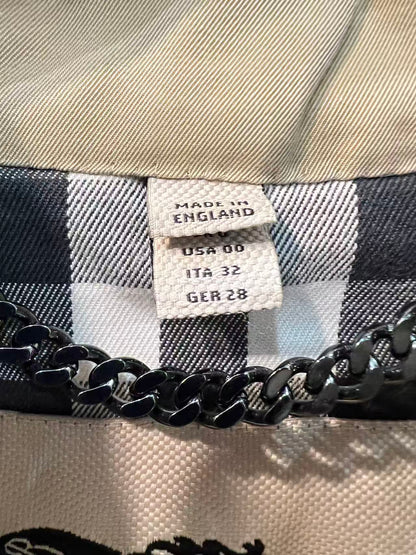 MADE IN
ENGLAND
USA 00
ITA 32
GER 28